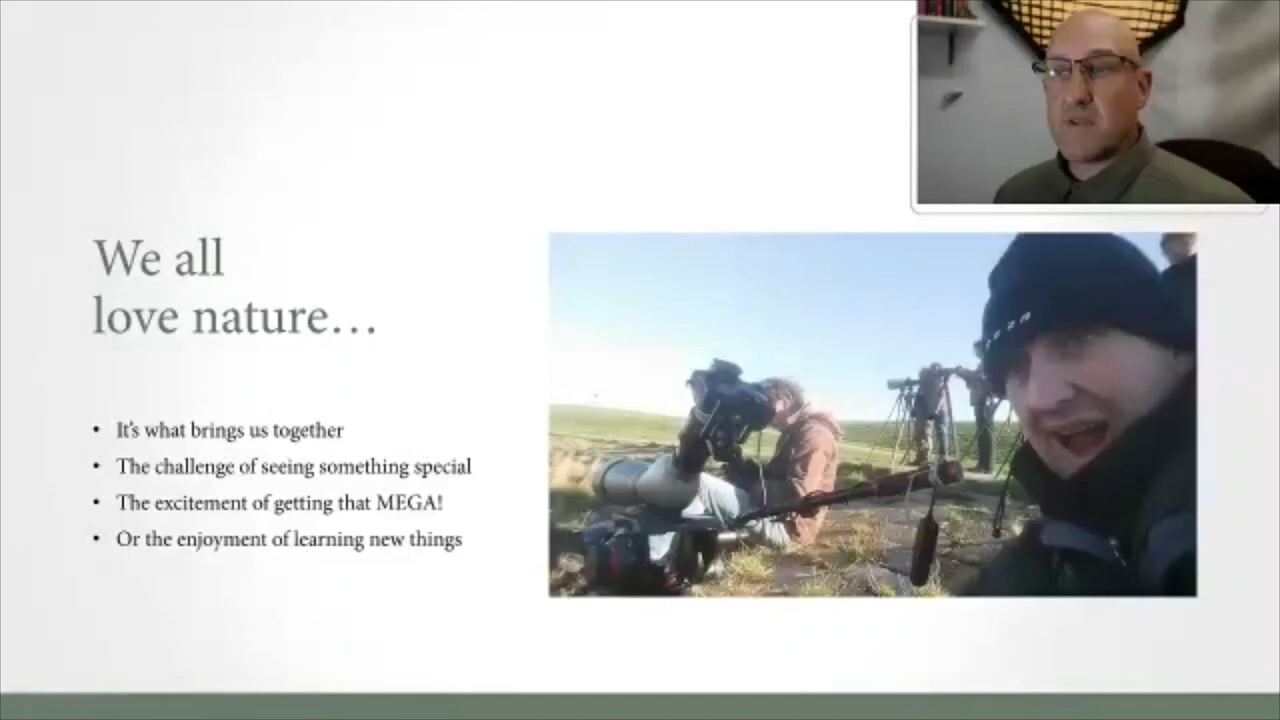 We all
love nature…
• It's what brings us together
• The challenge of seeing something special
• The excitement of getting that MEGA!
• Or the enjoyment of learning new things